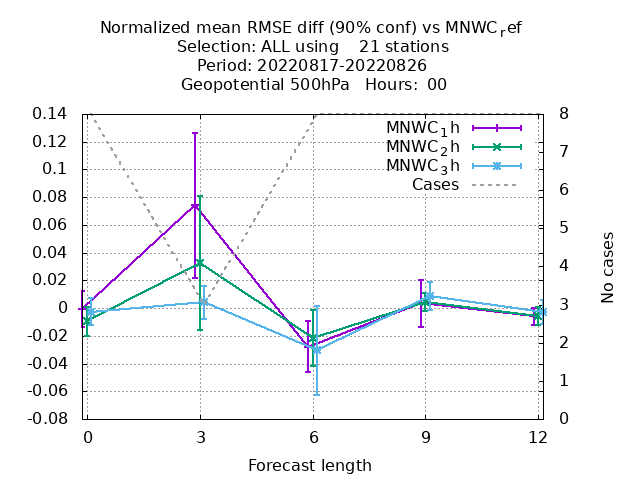 Normalized mean RMSE diff (90% conf) vs MNWC_ref
Selection: ALL using    21 stations
Period: 20220817-20220826
Geopotential 500hPa   Hours:  00
0.14
0.12
0.1
0.08
0.06
0.04
0.02
0
-0.02
-0.04
-0.06
-0.08
8
7
6
5
4
3
2
1
0
MNWC_1h
MNWC_2h
MNWC_3h
Cases
No cases
0 3 6 9 12
Forecast length